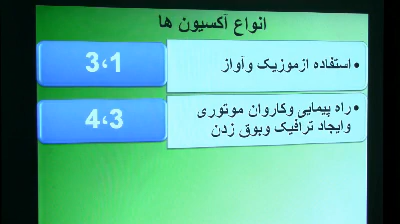 انواع آکسیون ها
• استفاده ازموزیک وآواز
3،1
• راه پیمایی وکاروان موتوری
وایجاد ترافیک وبوق زدن
4،3